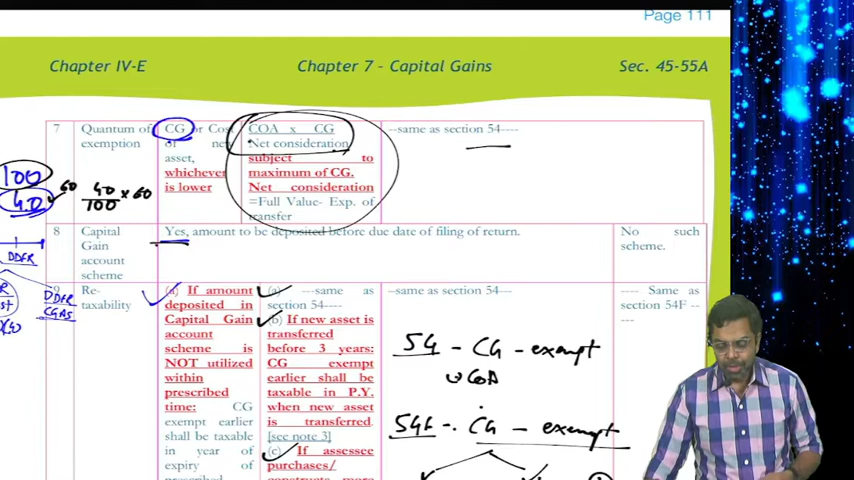 Page 111
Chapter IV-E
Chapter 7 – Capital Gains
Sec. 45-55A
7
Quantum of
exemption
CG or Cost
of new
asset,
whichever
is lower
COA x CG
Net consideration
subject to
maximum of CG.
Net consideration
=Full Value- Exp. of
transfer
--same as section 54----
100
40
60
40/100 x 60
8
Capital
Gain
account
scheme
Yes, amount to be deposited before due date of filing of return.
No such
scheme.
DDFR
DDFR
CGAS
9
Re-
taxability
(a) If amount
deposited in
Capital Gain
account
scheme is
NOT utilized
within
prescribed
time: CG
exempt earlier
shall be taxable
in year of
expiry of
prescribed
(a) ---same as
section 54----
(b) If new asset is
transferred
before 3 years:
CG exempt
earlier shall be
taxable in P.Y.
when new asset
is transferred.
[see note 3]
(c) If assessee
purchases/
constructs more
--same as section 54---
---- Same as
section 54F --
----
54 - CG - exempt
COA
54F - CG - exempt